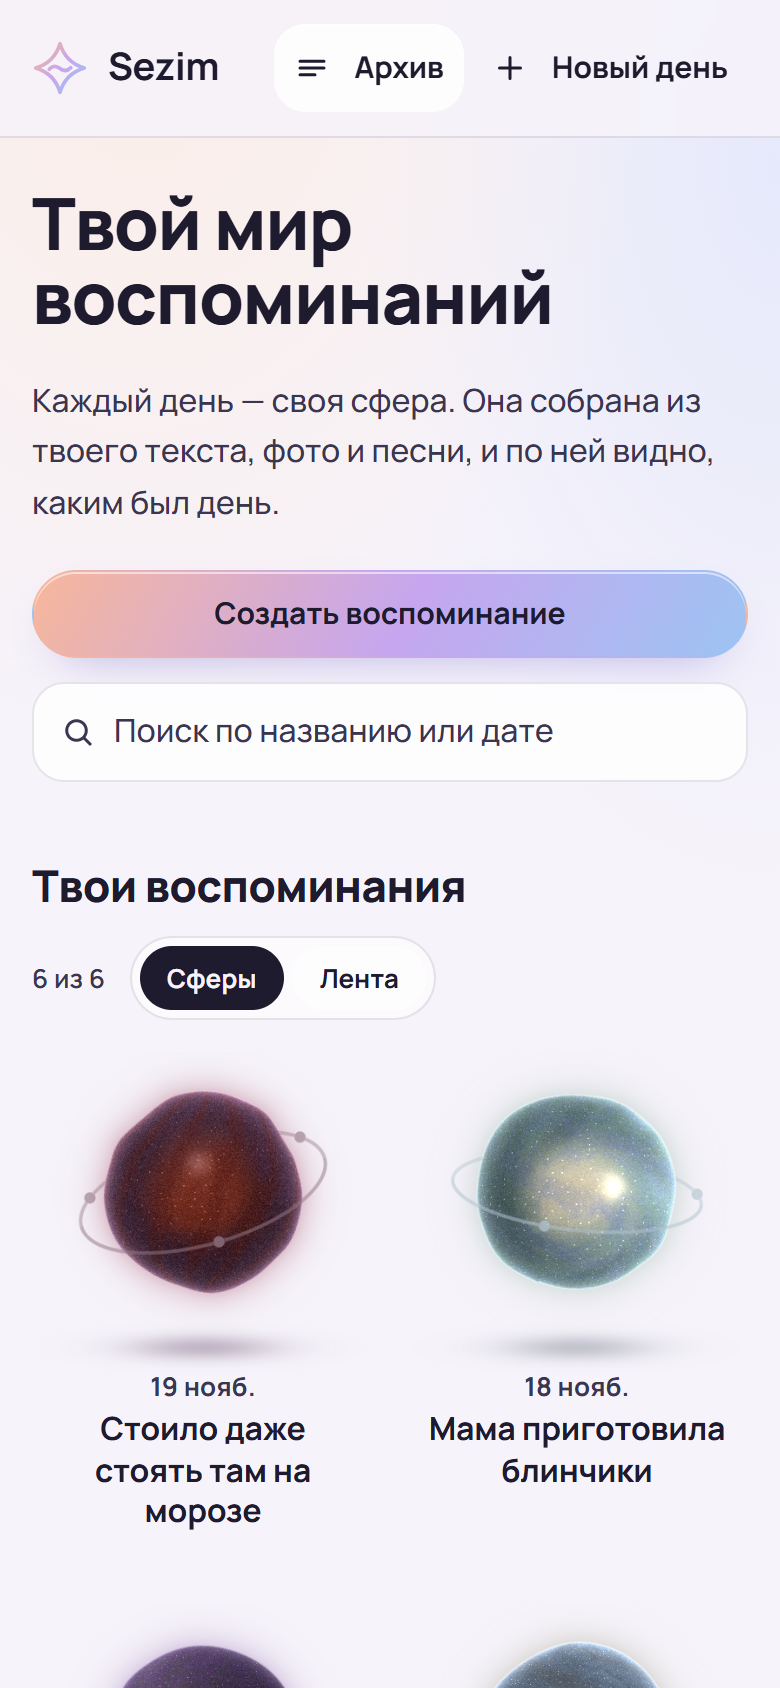 Sezim
Архив
Новый день
Твой мир
воспоминаний
Каждый день — своя сфера. Она собрана из
твоего текста, фото и песни, и по ней видно,
каким был день.
Создать воспоминание
Поиск по названию или дате
Твои воспоминания
6 из 6
Сферы
Лента
19 нояб.
Стоило даже
стоять там на
морозе
18 нояб.
Мама приготовила
блинчики